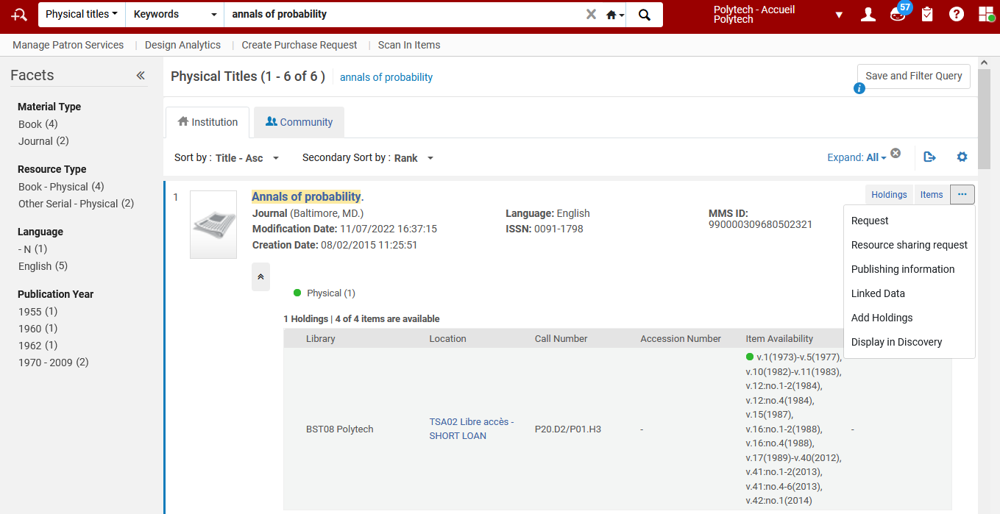 Physical titles
Keywords
annals of probability
Polytech - Accueil
Polytech
57
Manage Patron Services | Design Analytics | Create Purchase Request | Scan In Items
Facets
Material Type
Book (4)
Journal (2)
Resource Type
Book - Physical (4)
Other Serial - Physical (2)
Language
- N (1)
English (5)
Publication Year
1955 (1)
1960 (1)
1962 (1)
1970 - 2009 (2)
Physical Titles (1 - 6 of 6 )
annals of probability
Save and Filter Query
Institution
Community
Sort by : Title - Asc
Secondary Sort by : Rank
Expand: All
1
Annals of probability.
Journal (Baltimore, MD.)
Modification Date: 11/07/2022 16:37:15
Creation Date: 08/02/2015 11:25:51
Language: English
ISSN: 0091-1798
MMS ID:
990000309680502321
Holdings
Items
...
Request
Resource sharing request
Publishing information
Linked Data
Add Holdings
Display in Discovery
Physical (1)
1 Holdings | 4 of 4 items are available
Library
Location
Call Number
Accession Number
Item Availability
BST08 Polytech
TSA02 Libre accès -
SHORT LOAN
P20.D2/P01.H3
-
v.1(1973)-v.5(1977),
v.10(1982)-v.11(1983),
v.12:no.1-2(1984),
v.12:no.4(1984),
v.15(1987),
v.16:no.1-2(1988),
v.16:no.4(1988),
v.17(1989)-v.40(2012),
v.41:no.1-2(2013),
v.41:no.4-6(2013),
v.42:no.1(2014)
-